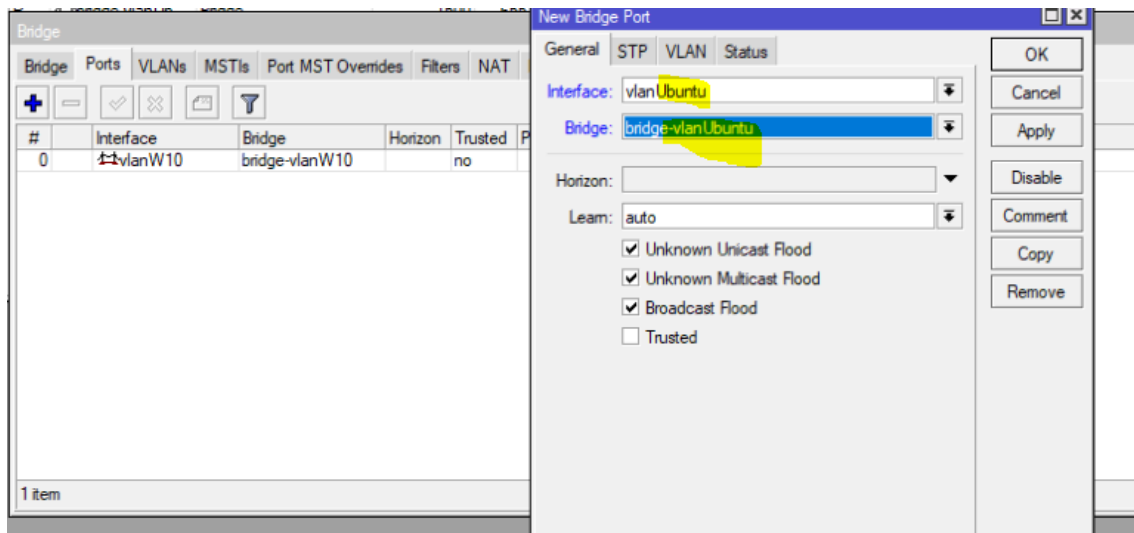 Bridge
Bridge Ports VLANs MSTIs Port MST Overrides Filters NAT
# Interface Bridge Horizon Trusted P
0 vlanW10 bridge-vlanW10 no
1 item
New Bridge Port
General STP VLAN Status
Interface: vlanUbuntu
Bridge: bridge-vlanUbuntu
Horizon:
Learn: auto
Unknown Unicast Flood
Unknown Multicast Flood
Broadcast Flood
Trusted
OK
Cancel
Apply
Disable
Comment
Copy
Remove